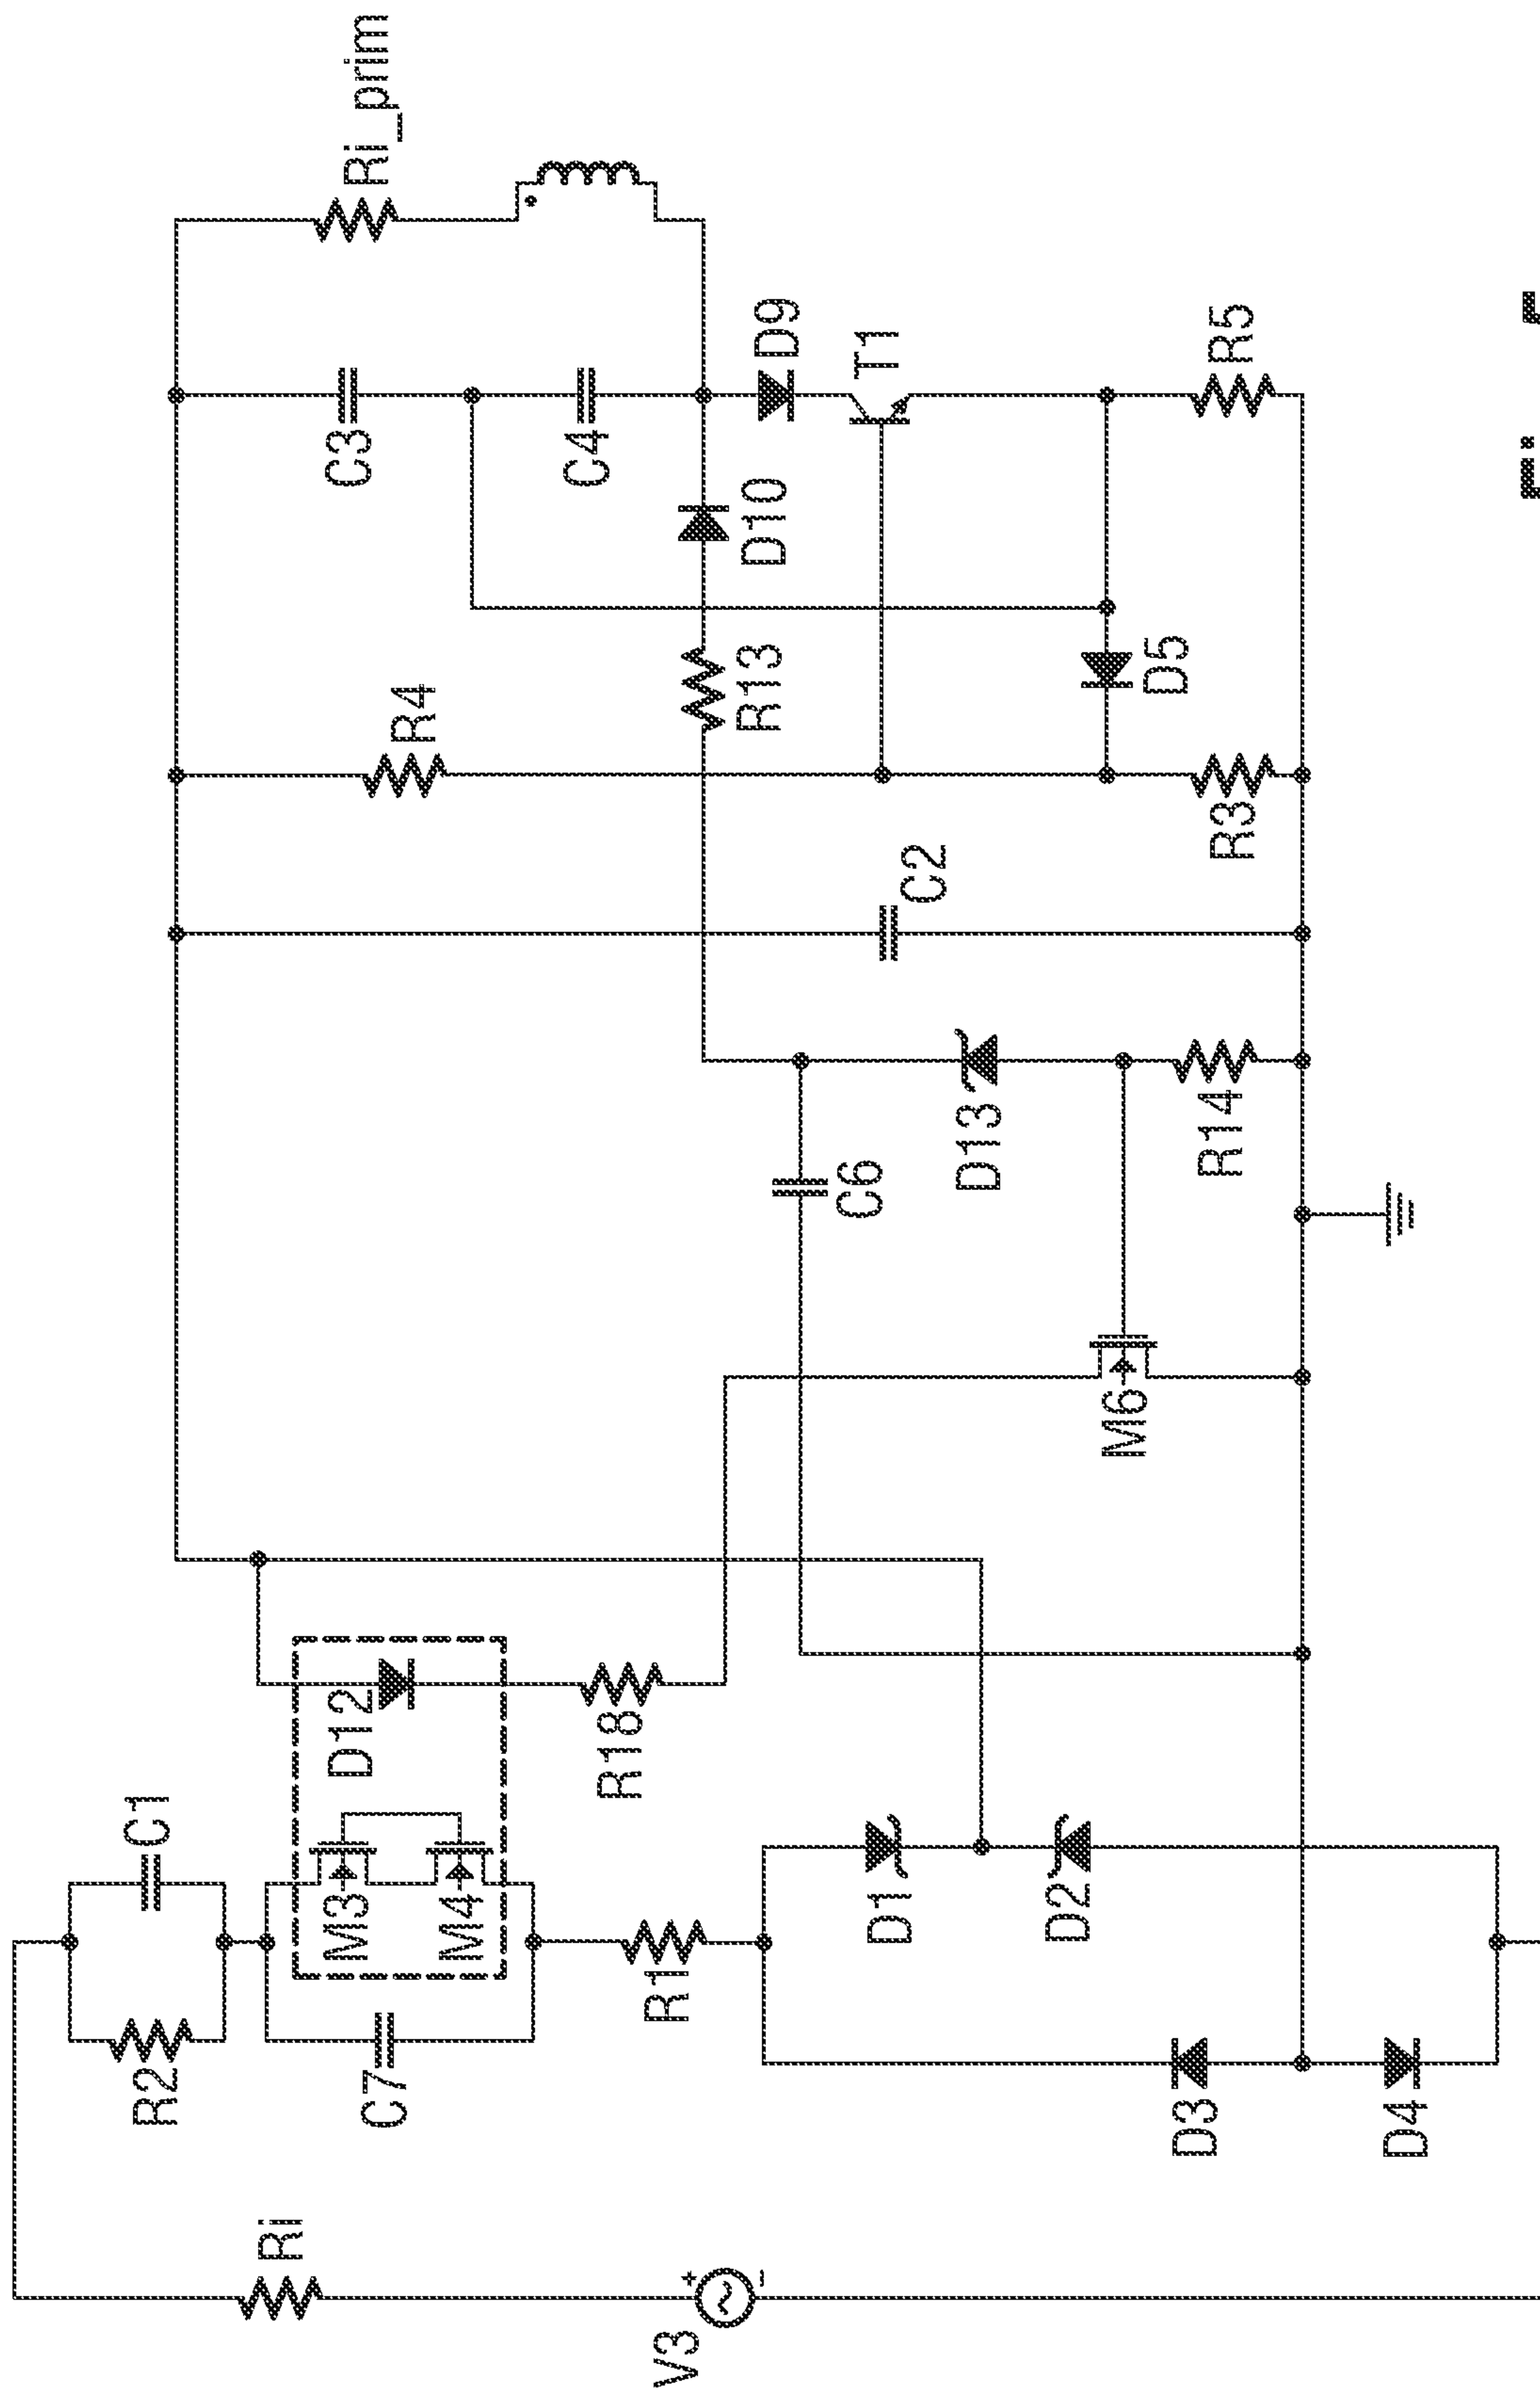 V3
+
-
Ri
R2
C1
C7
M3
M4
D12
R18
R1
D1
D2
D3
D4
M6
C6
D13
R14
C2
R4
R3
R13
D10
D5
C3
C4
D9
T1
R5
Ri_prim